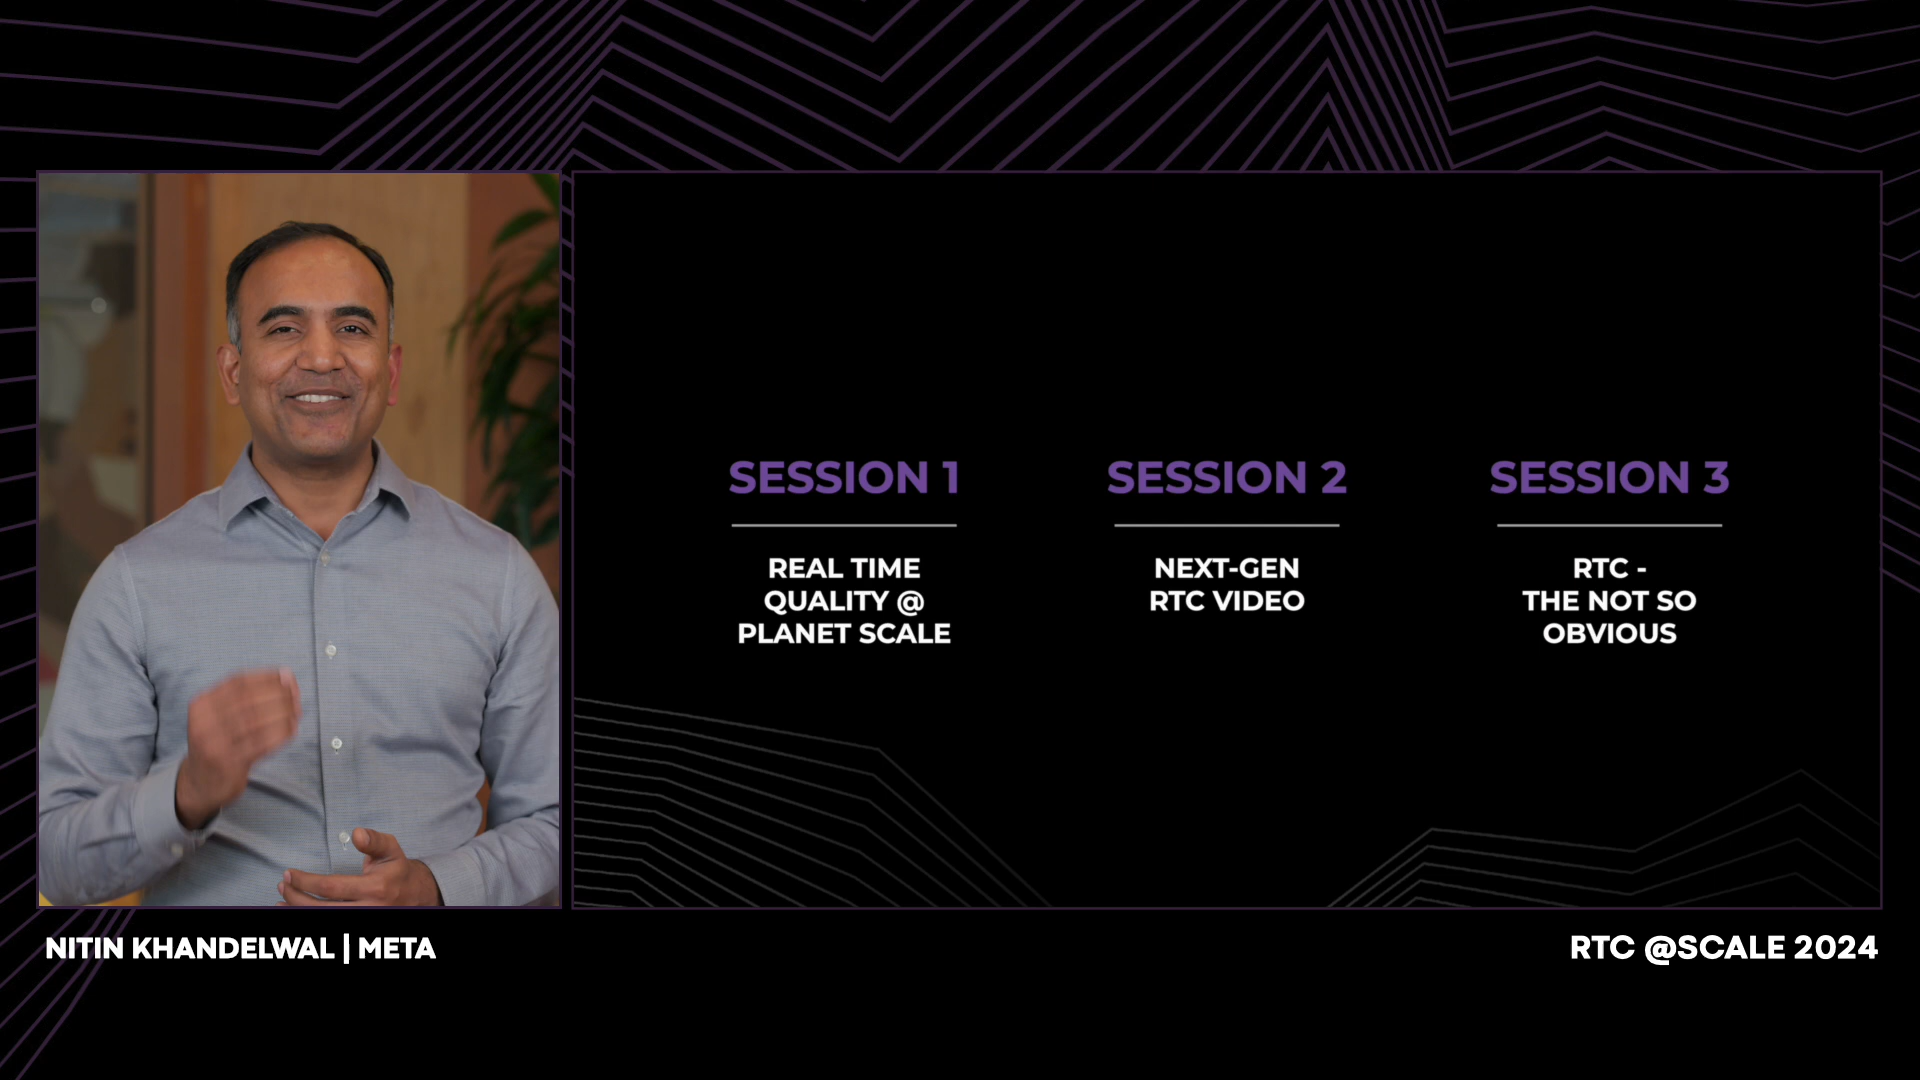 SESSION 1
REAL TIME
QUALITY @
PLANET SCALE
SESSION 2
NEXT-GEN
RTC VIDEO
SESSION 3
RTC -
THE NOT SO
OBVIOUS
NITIN KHANDELWAL | META
RTC @SCALE 2024